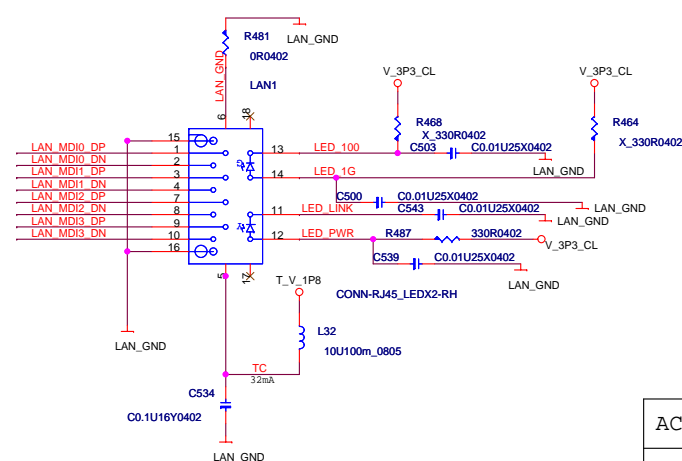 R481
LAN_GND
0R0402
LAN_GND
LAN1
V_3P3_CL
V_3P3_CL
6
18
R468
R464
X_330R0402
X_330R0402
15
C503
C0.01U25X0402
LAN_MDI0_DP
1
13
LED_100
LAN_MDI0_DN
2
LAN_GND
LAN_MDI1_DP
3
14
LED_1G
LAN_MDI1_DN
4
C500
C0.01U25X0402
LAN_MDI2_DP
7
LAN_GND
LAN_MDI2_DN
8
11
LED_LINK
C543
C0.01U25X0402
LAN_MDI3_DP
9
LAN_GND
LAN_MDI3_DN
10
12
LED_PWR
R487
330R0402
V_3P3_CL
16
C539
C0.01U25X0402
5
17
T_V_1P8
LAN_GND
CONN-RJ45_LEDX2-RH
L32
LAN_GND
10U100m_0805
TC
32mA
C534
C0.1U16Y0402
AC
LAN_GND